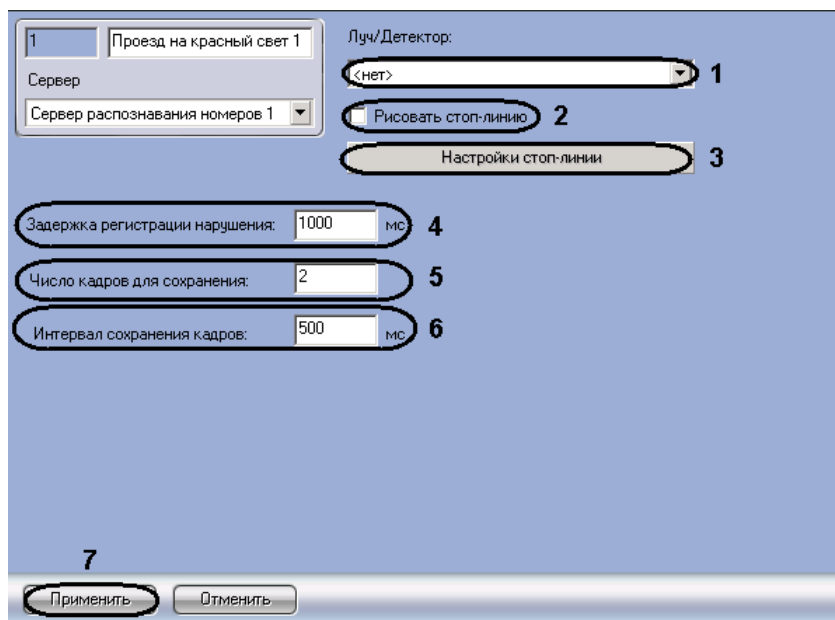 1
Проезд на красный свет 1
Сервер
Сервер распознавания номеров 1
Луч/Детектор:
<нет>
1
Рисовать стоп-линию
2
Настройки стоп-линии
3
Задержка регистрации нарушения:
1000
мс
4
Число кадров для сохранения:
2
5
Интервал сохранения кадров:
500
мс
6
7
Применить
Отменить